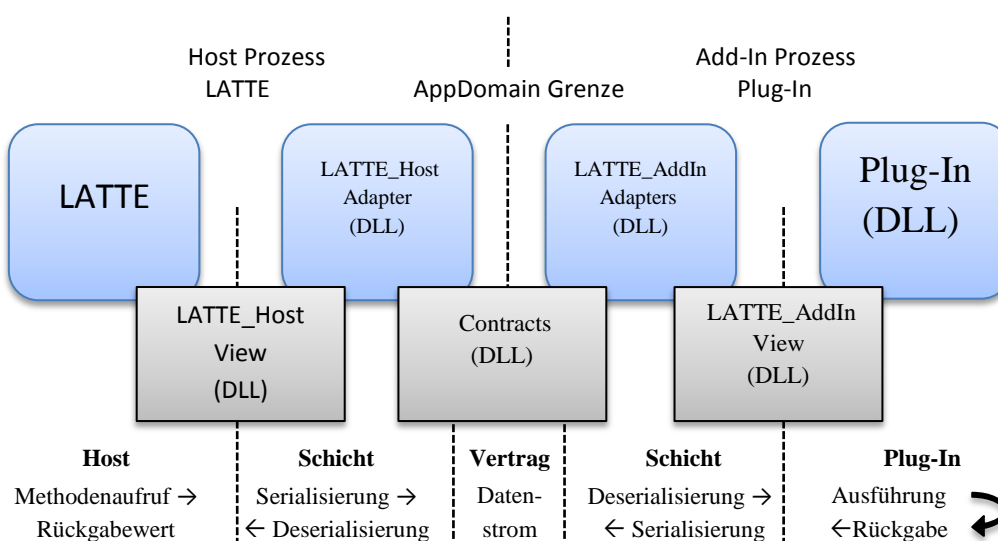 Host Prozess
LATTE
AppDomain Grenze
Add-In Prozess
Plug-In
LATTE
LATTE_Host
Adapter
(DLL)
LATTE_AddIn
Adapters
(DLL)
Plug-In
(DLL)
LATTE_Host
View
(DLL)
Contracts
(DLL)
LATTE_AddIn
View
(DLL)
Host
Methodenaufruf →
Rückgabewert
Schicht
Serialisierung →
← Deserialisierung
Vertrag
Daten-
strom
Schicht
Deserialisierung →
← Serialisierung
Plug-In
Ausführung
←Rückgabe